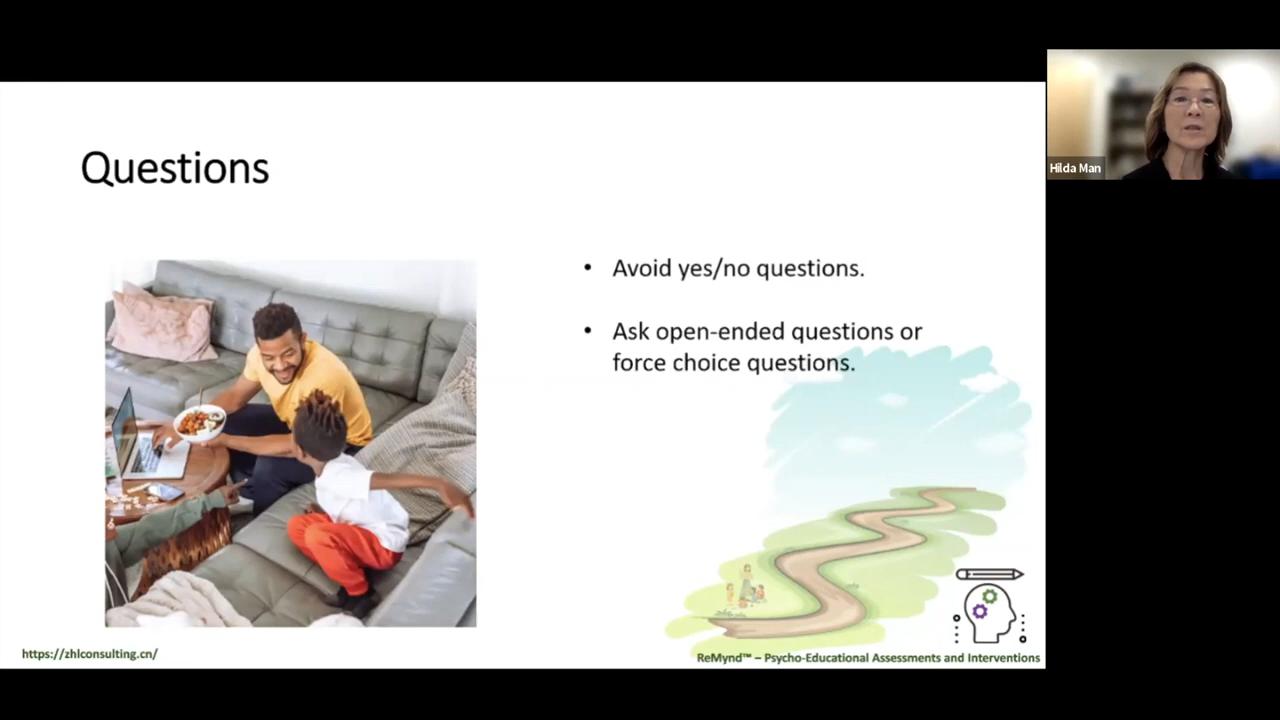 Questions
Hilda Man
• Avoid yes/no questions.
• Ask open-ended questions or
force choice questions.
https://zhlconsulting.cn/
ReMynd™ – Psycho-Educational Assessments and Interventions